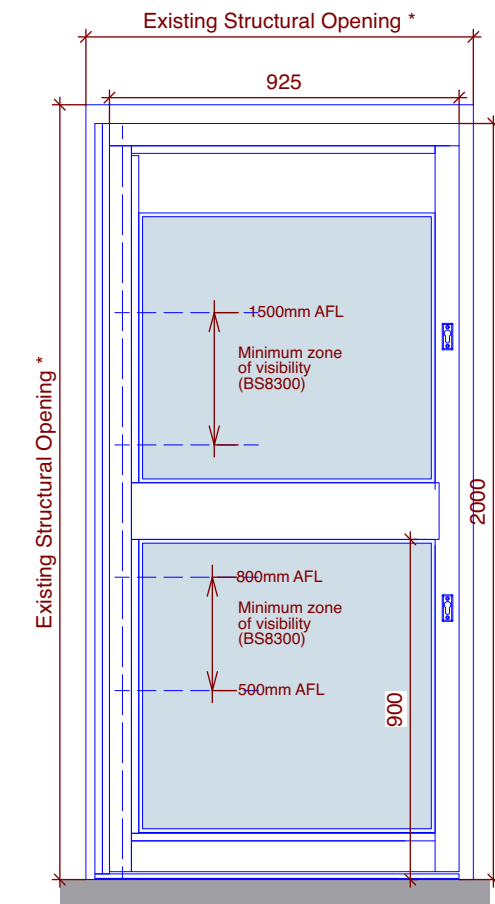 Existing Structural Opening *
925
1500mm AFL
Minimum zone
of visibility
(BS8300)
Existing Structural Opening *
2000
800mm AFL
Minimum zone
of visibility
(BS8300)
500mm AFL
900